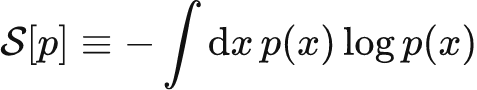 𝒮[p] ≡ − ∫ dx p(x) log p(x)